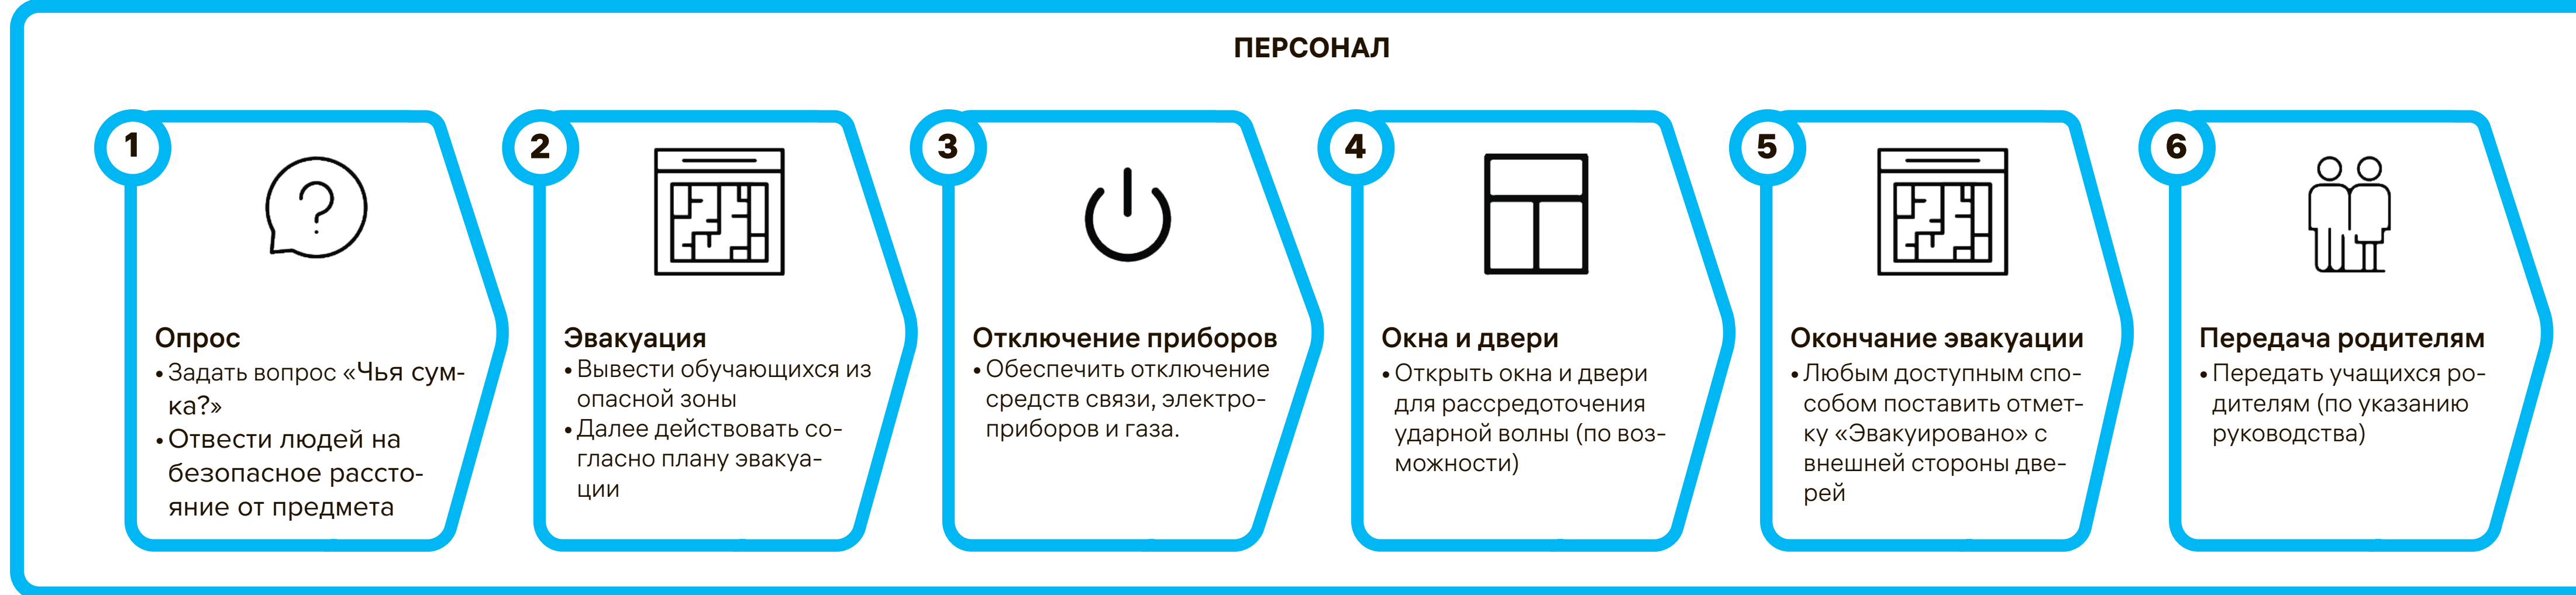 ПЕРСОНАЛ
1
Опрос
• Задать вопрос «Чья сум-
ка?»
• Отвести людей на
безопасное рассто-
яние от предмета
2
Эвакуация
• Вывести обучающихся из
опасной зоны
• Далее действовать со-
гласно плану эвакуа-
ции
3
Отключение приборов
• Обеспечить отключение
средств связи, электро-
приборов и газа.
4
Окна и двери
• Открыть окна и двери
для рассредоточения
ударной волны (по воз-
можности)
5
Окончание эвакуации
• Любым доступным спо-
собом поставить отмет-
ку «Эвакуировано» с
внешней стороны две-
рей
6
Передача родителям
• Передать учащихся ро-
дителям (по указанию
руководства)